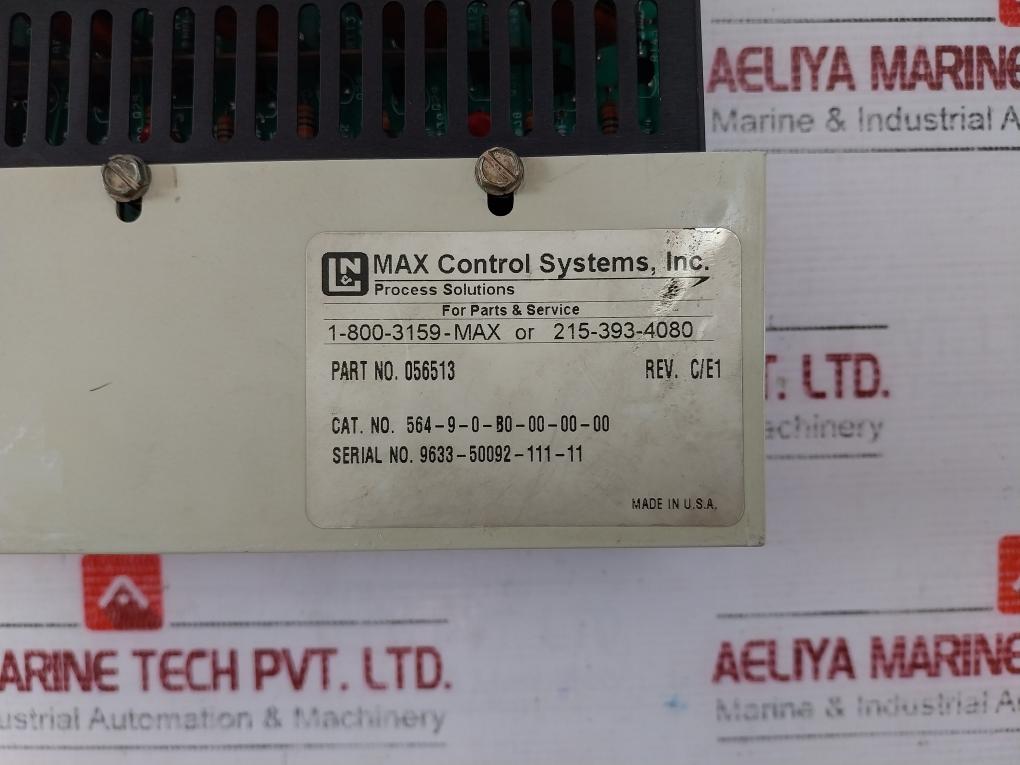 AELIYA MARINE
Marine & Industrial A
L&N
MAX Control Systems, Inc.
Process Solutions
For Parts & Service
1-800-3159-MAX or 215-393-4080
PART NO. 056513 REV. C/E1
CAT. NO. 564-9-0-B0-00-00-00
SERIAL NO. 9633-50092-111-11
MADE IN U.S.A.
T. LTD.
achinery
ARINE TECH PVT. LTD.
ustrial Automation & Machinery
AELIYA MARINE
Marine & Industrial A